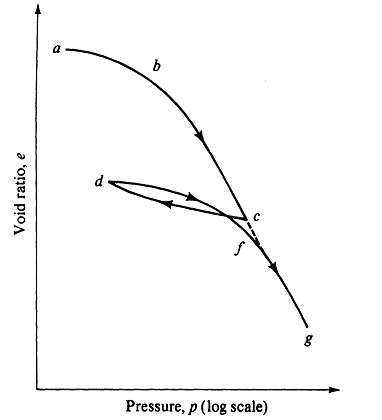 a
b
d
c
f
g
Void ratio, e
Pressure, p (log scale)